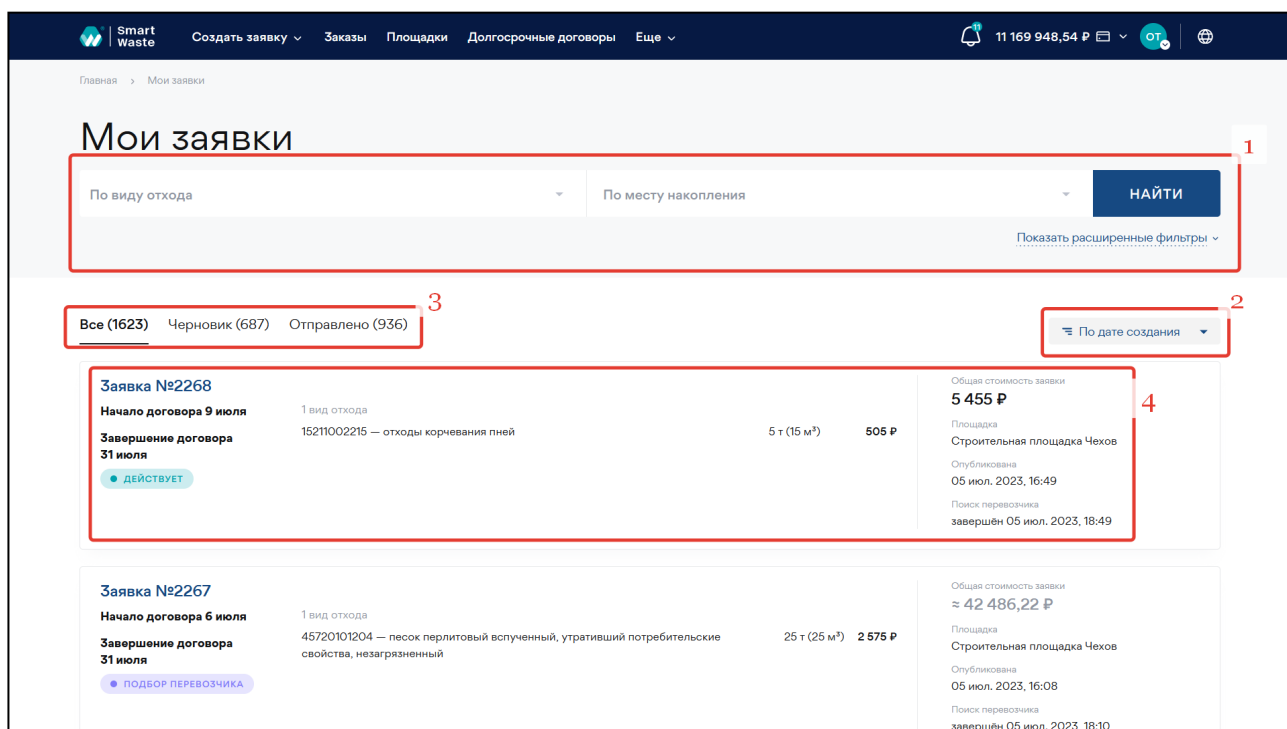 Smart Waste Создать заявку Заказы Площадки Долгосрочные договоры Еще 11 11 169 948,54 ₽ ОТ
Главная > Мои заявки
Мои заявки
1
По виду отхода По месту накопления НАЙТИ
Показать расширенные фильтры
3
2
Все (1623) Черновик (687) Отправлено (936) По дате создания
Заявка №2268
Начало договора 9 июля
Завершение договора
31 июля
ДЕЙСТВУЕТ
1 вид отхода
15211002215 — отходы корчевания пней 5 т (15 м³) 505 ₽
Общая стоимость заявки
5 455 ₽
4
Площадка
Строительная площадка Чехов
Опубликована
05 июл. 2023, 16:49
Поиск перевозчика
завершён 05 июл. 2023, 18:49
Заявка №2267
Начало договора 6 июля
Завершение договора
31 июля
ПОДБОР ПЕРЕВОЗЧИКА
1 вид отхода
45720101204 — песок перлитовый вспученный, утративший потребительские 25 т (25 м³) 2 575 ₽
свойства, незагрязненный
Общая стоимость заявки
≈ 42 486,22 ₽
Площадка
Строительная площадка Чехов
Опубликована
05 июл. 2023, 16:08
Поиск перевозчика
завершён 05 июл. 2023, 18:10